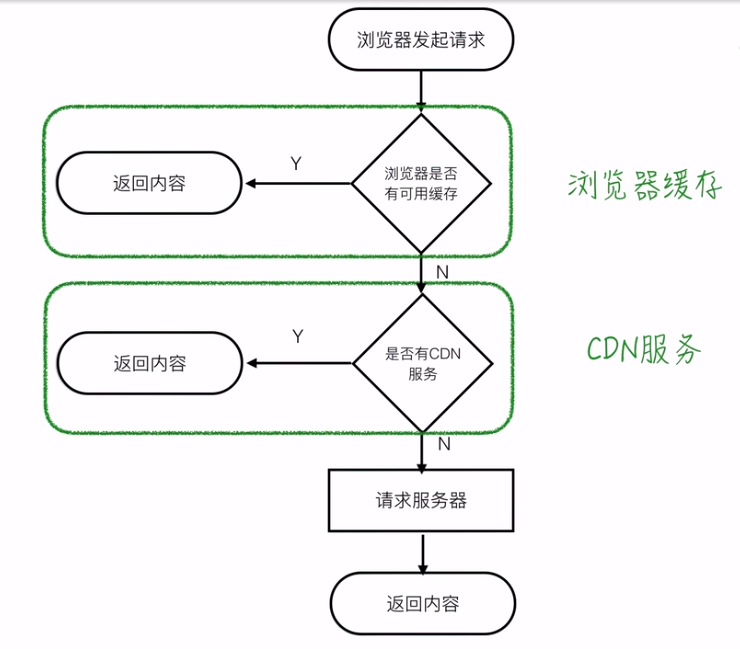 浏览器发起请求
浏览器是否
有可用缓存
Y
返回内容
浏览器缓存
N
是否有CDN
服务
Y
返回内容
CDN服务
N
请求服务器
返回内容